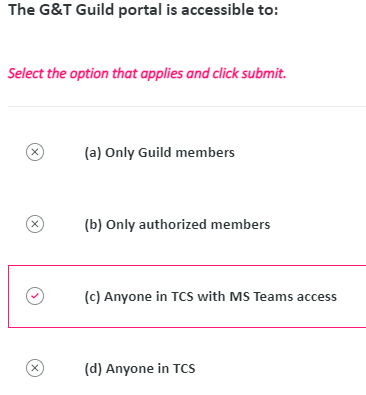 The G&T Guild portal is accessible to:
Select the option that applies and click submit.
(a) Only Guild members
(b) Only authorized members
(c) Anyone in TCS with MS Teams access
(d) Anyone in TCS